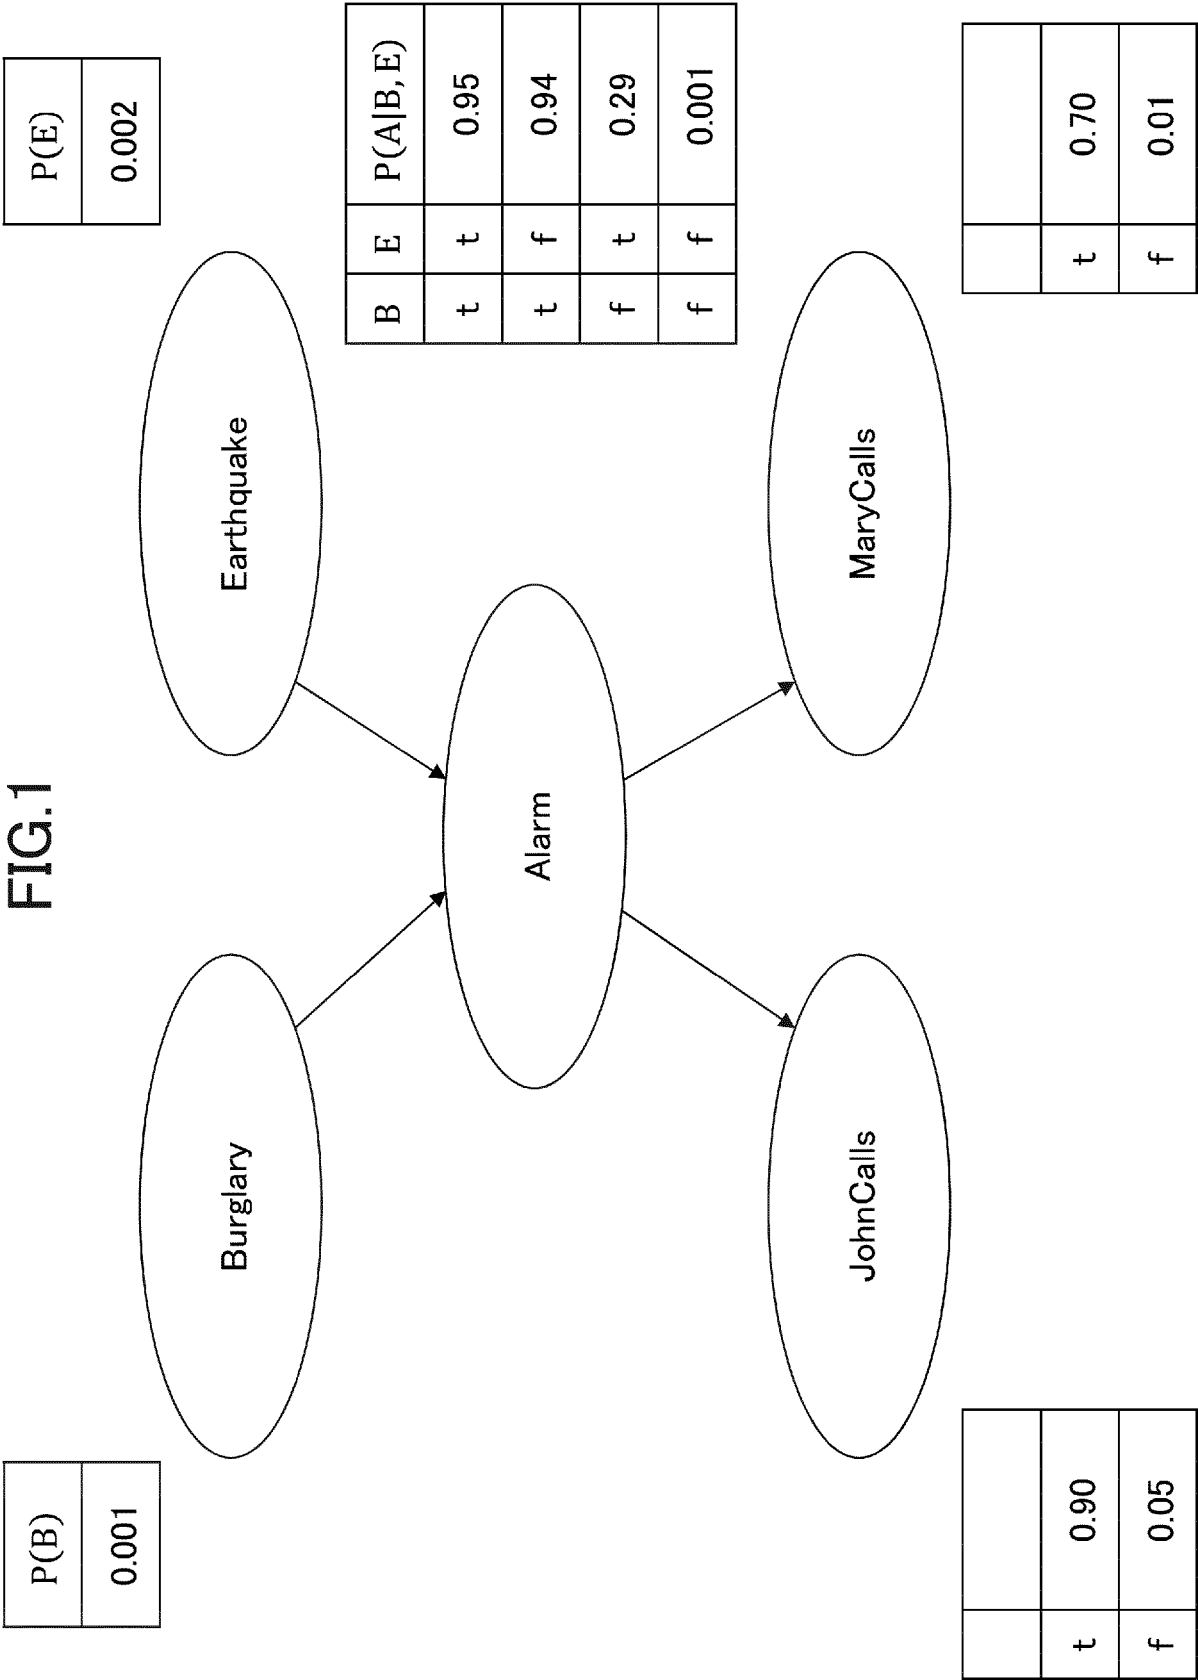 FIG.1
P(B)
0.001
P(E)
0.002
Burglary
Earthquake
B E P(A|B,E)
t t 0.95
t f 0.94
f t 0.29
f f 0.001
Alarm
JohnCalls
MaryCalls
t 0.90
f 0.05
t 0.70
f 0.01